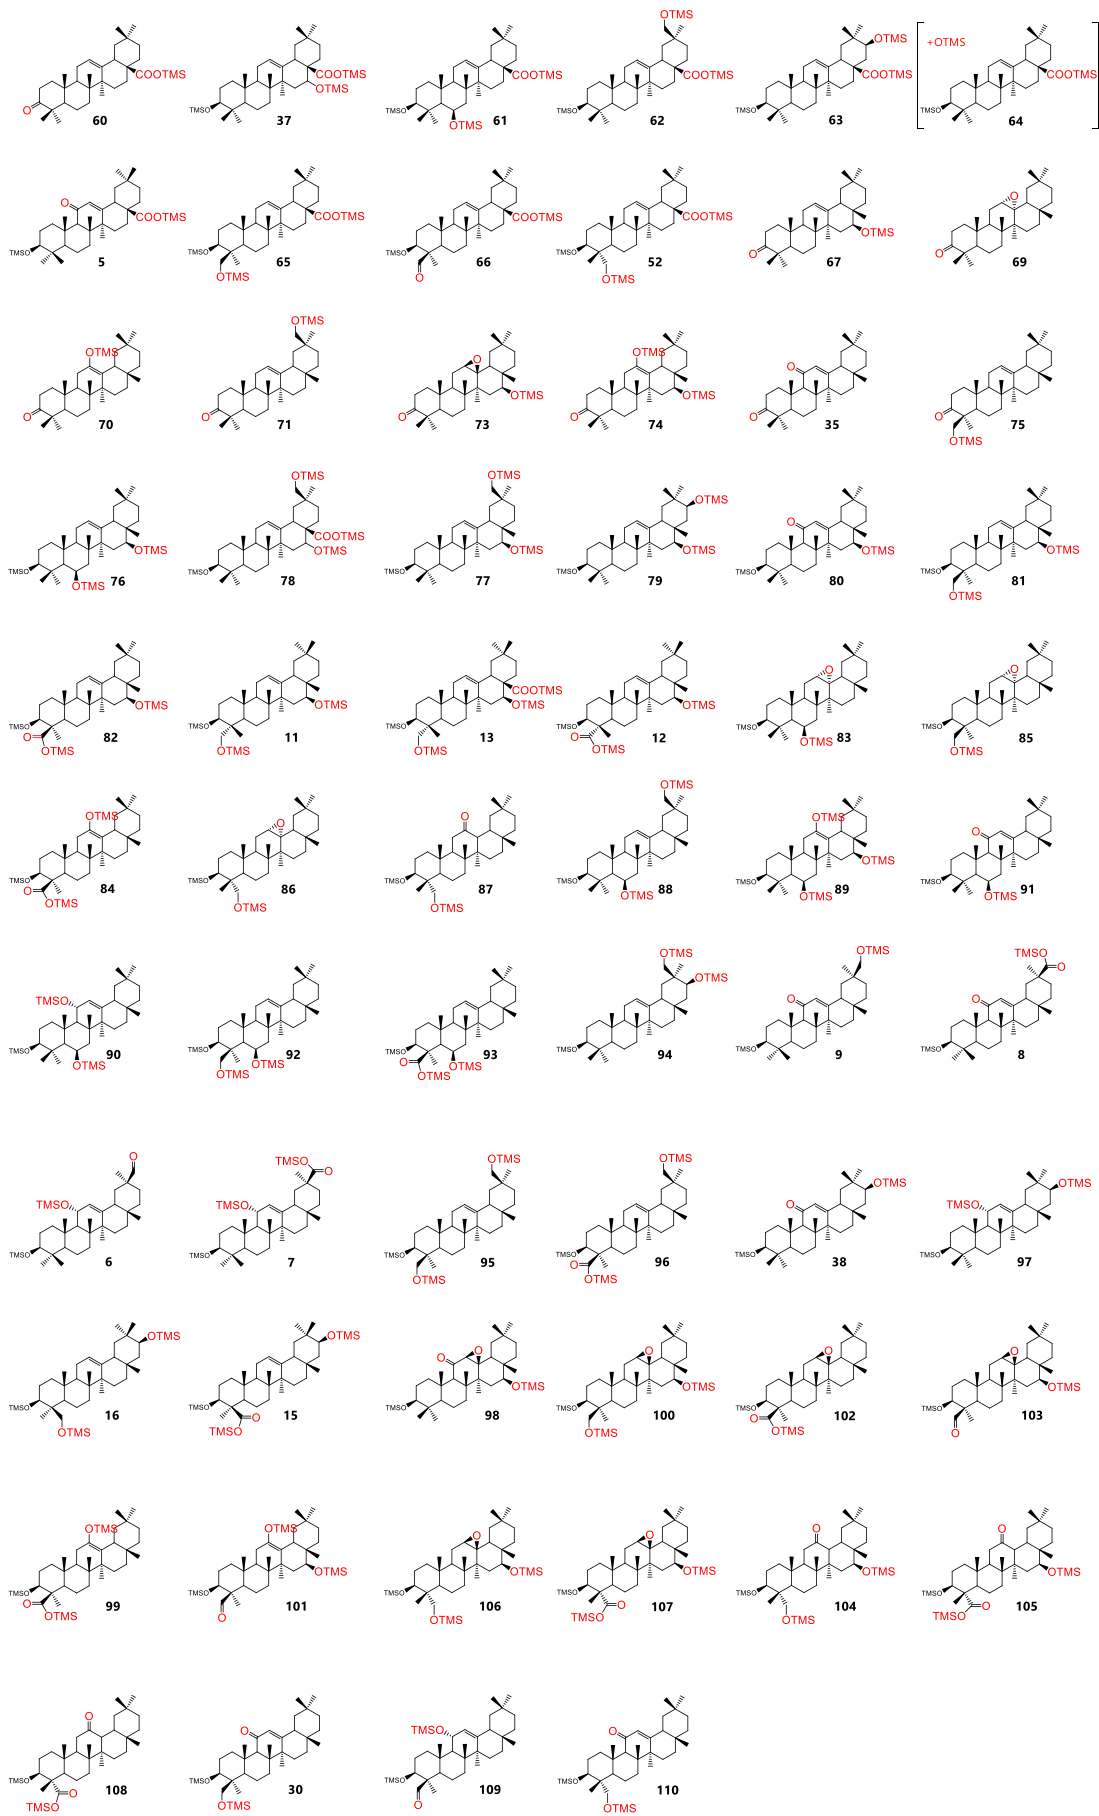 O COOTMS 60
TMSO COOTMS OTMS 37
TMSO COOTMS OTMS 61
OTMS TMSO COOTMS 62
OTMS TMSO COOTMS 63
+OTMS TMSO COOTMS 64
O TMSO COOTMS 5
TMSO COOTMS OTMS 65
TMSO COOTMS O 66
TMSO COOTMS OTMS 52
O OTMS 67
O O 69
OTMS O 70
OTMS O 71
O OTMS O 73
OTMS OTMS O 74
O O 35
O OTMS 75
TMSO OTMS OTMS 76
OTMS COOTMS OTMS TMSO 78
OTMS OTMS TMSO 77
OTMS OTMS TMSO 79
O OTMS TMSO 80
OTMS TMSO OTMS 81
OTMS TMSO O OTMS 82
OTMS TMSO OTMS 11
COOTMS OTMS TMSO OTMS 13
OTMS TMSO O OTMS 12
O TMSO OTMS 83
O TMSO OTMS 85
OTMS TMSO O OTMS 84
O TMSO OTMS 86
O TMSO OTMS 87
OTMS TMSO OTMS 88
OTMS OTMS TMSO OTMS 89
O TMSO OTMS 91
TMSO TMSO OTMS 90
TMSO OTMS OTMS 92
TMSO O OTMS OTMS 93
OTMS OTMS TMSO 94
OTMS O TMSO 9
TMSO O O TMSO 8
O TMSO TMSO 6
TMSO O TMSO TMSO 7
OTMS TMSO OTMS 95
OTMS TMSO O OTMS 96
OTMS O TMSO 38
OTMS TMSO TMSO 97
OTMS TMSO OTMS 16
OTMS TMSO O TMSO 15
O O OTMS TMSO 98
O OTMS TMSO OTMS 100
O TMSO O OTMS 102
O OTMS TMSO O 103
OTMS TMSO O OTMS 99
OTMS OTMS TMSO O 101
O OTMS TMSO OTMS 106
O OTMS TMSO O TMSO 107
O OTMS TMSO OTMS 104
O OTMS TMSO O TMSO 105
O TMSO O TMSO 108
O TMSO OTMS 30
TMSO TMSO O 109
O TMSO OTMS 110